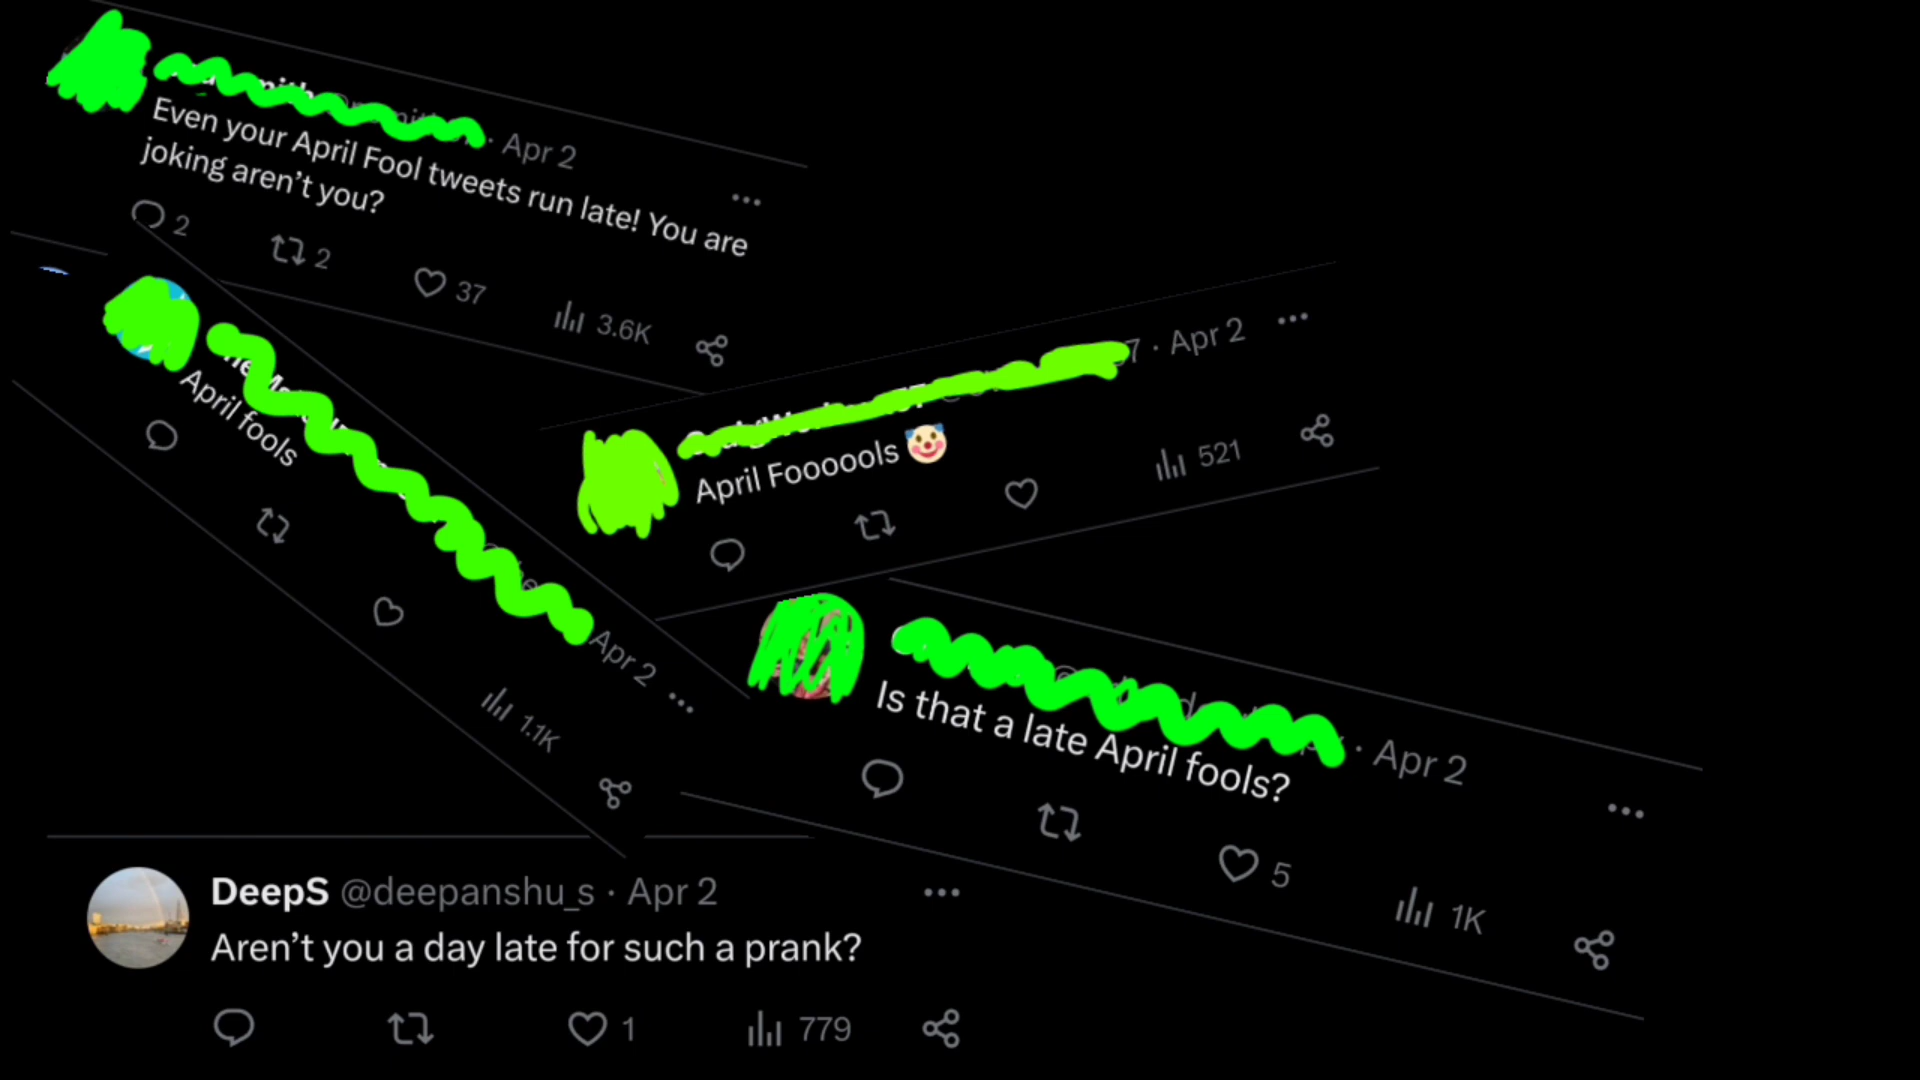 · Apr 2
Even your April Fool tweets run late! You are
joking aren't you?
2
2
37
3.6K
April fools
Apr 2
1.1K
7 · Apr 2
April Foooools 🤡
521
· Apr 2
Is that a late April fools?
5
1K
DeepS @deepanshu_s · Apr 2
Aren't you a day late for such a prank?
1
779